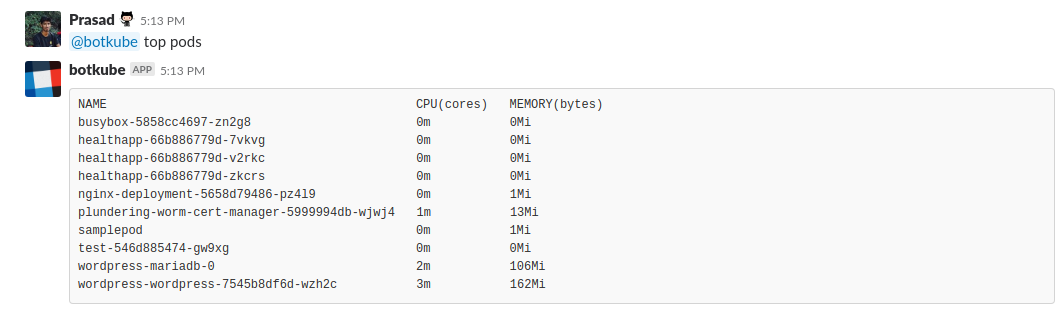 Prasad 5:13 PM
@botkube top pods
botkube APP 5:13 PM
NAME CPU(cores) MEMORY(bytes)
busybox-5858cc4697-zn2g8 0m 0Mi
healthapp-66b886779d-7vkvg 0m 0Mi
healthapp-66b886779d-v2rkc 0m 0Mi
healthapp-66b886779d-zkcrs 0m 0Mi
nginx-deployment-5658d79486-pz4l9 0m 1Mi
plundering-worm-cert-manager-5999994db-wjwj4 1m 13Mi
samplepod 0m 1Mi
test-546d885474-gw9xg 0m 0Mi
wordpress-mariadb-0 2m 106Mi
wordpress-wordpress-7545b8df6d-wzh2c 3m 162Mi